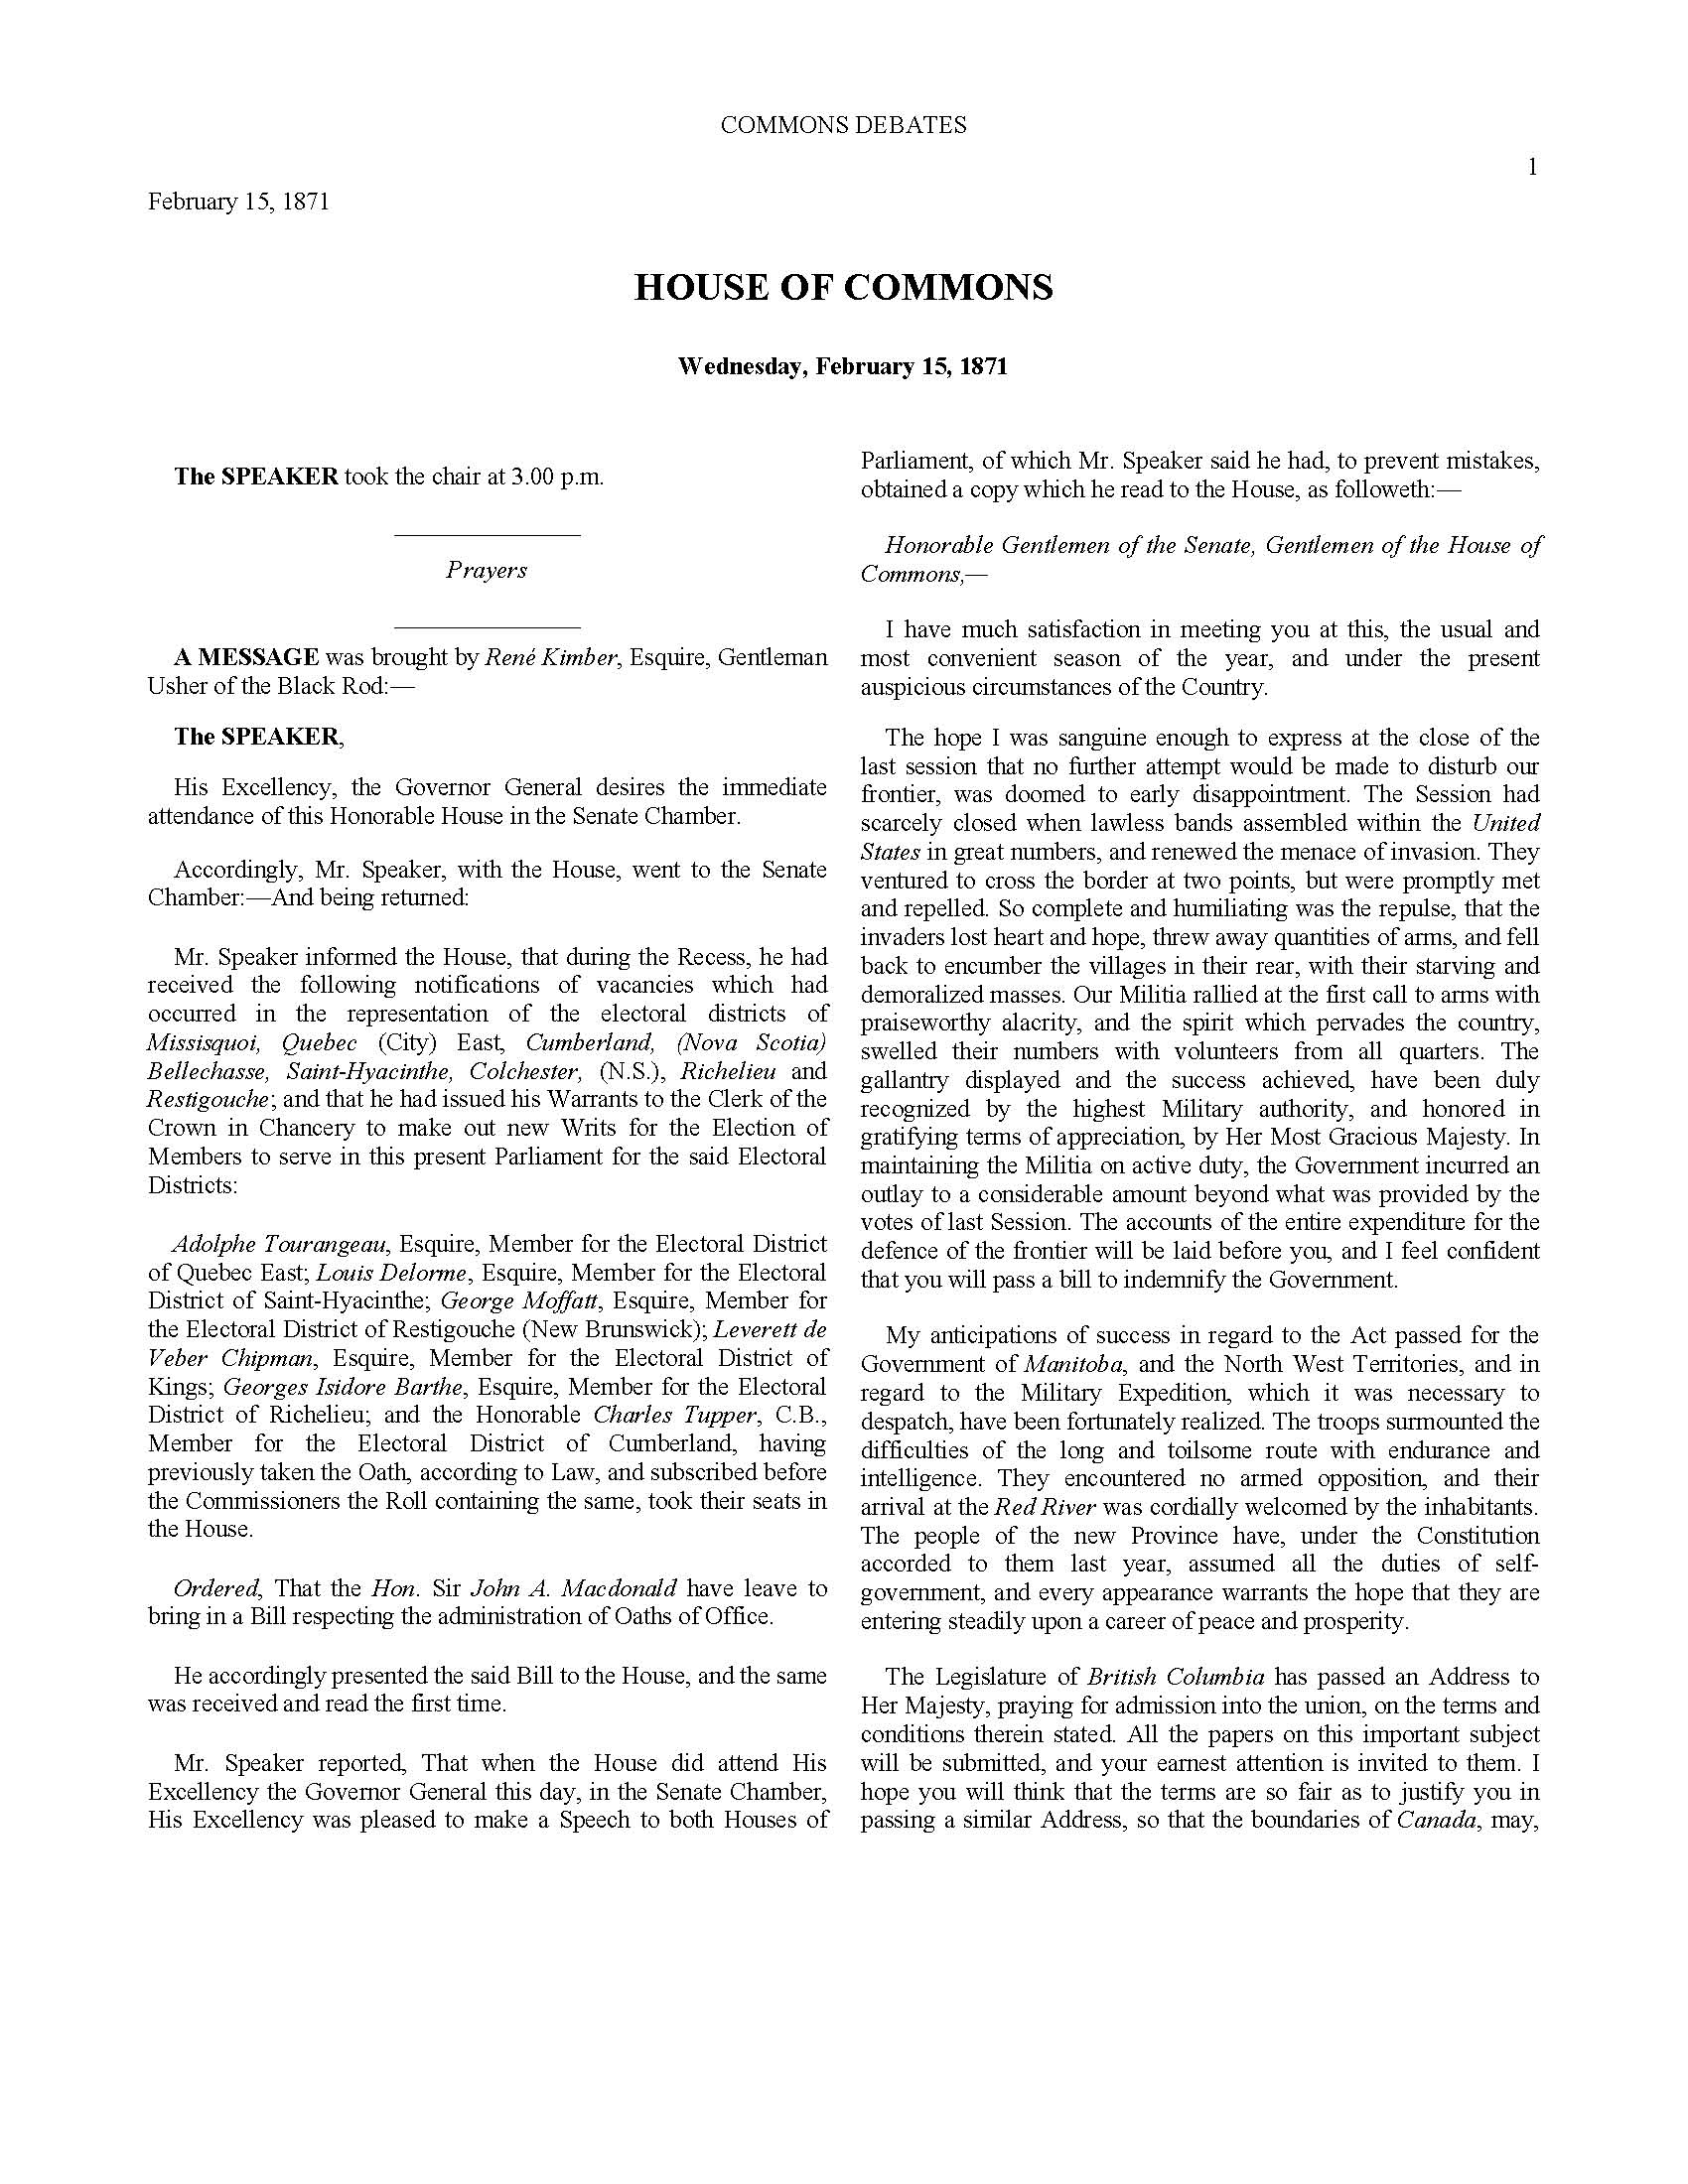 COMMONS DEBATES
1
February 15, 1871
HOUSE OF COMMONS
Wednesday, February 15, 1871
The SPEAKER took the chair at 3.00 p.m.
Prayers
A MESSAGE was brought by René Kimber, Esquire, Gentleman
Usher of the Black Rod:—
The SPEAKER,
His Excellency, the Governor General desires the immediate
attendance of this Honorable House in the Senate Chamber.
Accordingly, Mr. Speaker, with the House, went to the Senate
Chamber:—And being returned:
Mr. Speaker informed the House, that during the Recess, he had
received the following notifications of vacancies which had
occurred in the representation of the electoral districts of
Missisquoi, Quebec (City) East, Cumberland, (Nova Scotia)
Bellechasse, Saint-Hyacinthe, Colchester, (N.S.), Richelieu and
Restigouche; and that he had issued his Warrants to the Clerk of the
Crown in Chancery to make out new Writs for the Election of
Members to serve in this present Parliament for the said Electoral
Districts:
Adolphe Tourangeau, Esquire, Member for the Electoral District
of Quebec East; Louis Delorme, Esquire, Member for the Electoral
District of Saint-Hyacinthe; George Moffatt, Esquire, Member for
the Electoral District of Restigouche (New Brunswick); Leverett de
Veber Chipman, Esquire, Member for the Electoral District of
Kings; Georges Isidore Barthe, Esquire, Member for the Electoral
District of Richelieu; and the Honorable Charles Tupper, C.B.,
Member for the Electoral District of Cumberland, having
previously taken the Oath, according to Law, and subscribed before
the Commissioners the Roll containing the same, took their seats in
the House.
Ordered, That the Hon. Sir John A. Macdonald have leave to
bring in a Bill respecting the administration of Oaths of Office.
He accordingly presented the said Bill to the House, and the same
was received and read the first time.
Mr. Speaker reported, That when the House did attend His
Excellency the Governor General this day, in the Senate Chamber,
His Excellency was pleased to make a Speech to both Houses of
Parliament, of which Mr. Speaker said he had, to prevent mistakes,
obtained a copy which he read to the House, as followeth:—
Honorable Gentlemen of the Senate, Gentlemen of the House of
Commons,—
I have much satisfaction in meeting you at this, the usual and
most convenient season of the year, and under the present
auspicious circumstances of the Country.
The hope I was sanguine enough to express at the close of the
last session that no further attempt would be made to disturb our
frontier, was doomed to early disappointment. The Session had
scarcely closed when lawless bands assembled within the United
States in great numbers, and renewed the menace of invasion. They
ventured to cross the border at two points, but were promptly met
and repelled. So complete and humiliating was the repulse, that the
invaders lost heart and hope, threw away quantities of arms, and fell
back to encumber the villages in their rear, with their starving and
demoralized masses. Our Militia rallied at the first call to arms with
praiseworthy alacrity, and the spirit which pervades the country,
swelled their numbers with volunteers from all quarters. The
gallantry displayed and the success achieved, have been duly
recognized by the highest Military authority, and honored in
gratifying terms of appreciation, by Her Most Gracious Majesty. In
maintaining the Militia on active duty, the Government incurred an
outlay to a considerable amount beyond what was provided by the
votes of last Session. The accounts of the entire expenditure for the
defence of the frontier will be laid before you, and I feel confident
that you will pass a bill to indemnify the Government.
My anticipations of success in regard to the Act passed for the
Government of Manitoba, and the North West Territories, and in
regard to the Military Expedition, which it was necessary to
despatch, have been fortunately realized. The troops surmounted the
difficulties of the long and toilsome route with endurance and
intelligence. They encountered no armed opposition, and their
arrival at the Red River was cordially welcomed by the inhabitants.
The people of the new Province have, under the Constitution
accorded to them last year, assumed all the duties of self-
government, and every appearance warrants the hope that they are
entering steadily upon a career of peace and prosperity.
The Legislature of British Columbia has passed an Address to
Her Majesty, praying for admission into the union, on the terms and
conditions therein stated. All the papers on this important subject
will be submitted, and your earnest attention is invited to them. I
hope you will think that the terms are so fair as to justify you in
passing a similar Address, so that the boundaries of Canada, may,